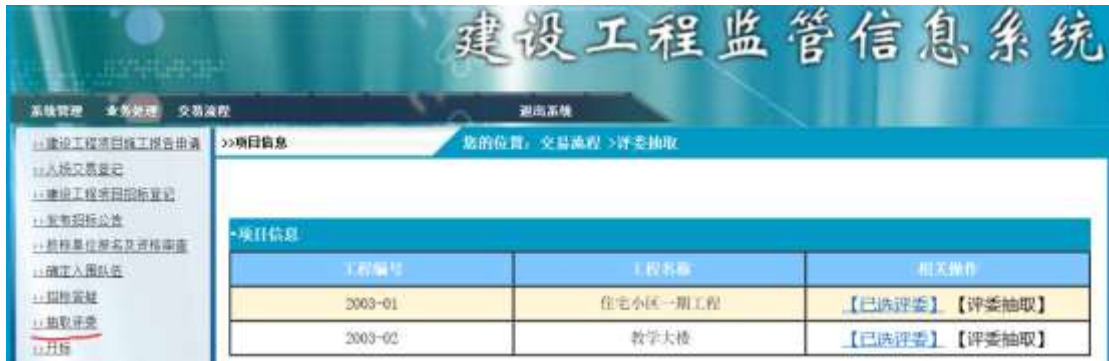 建设工程监管信息系统
系统管理 业务处理 交易流程 退出系统
>>建设工程项目施工报告申请
>>入场交易登记
>>建设工程项目招标登记
>>发布招标公告
>>投标单位报名及资格审查
>>确定入围队伍
>>招标答疑
>>抽取评委
>>开标
>>项目信息 您的位置：交易流程 >评委抽取
•项目信息
工程编号 工程名称 相关操作
2003-01 住宅小区一期工程 【已选评委】 【评委抽取】
2003-02 教学大楼 【已选评委】 【评委抽取】